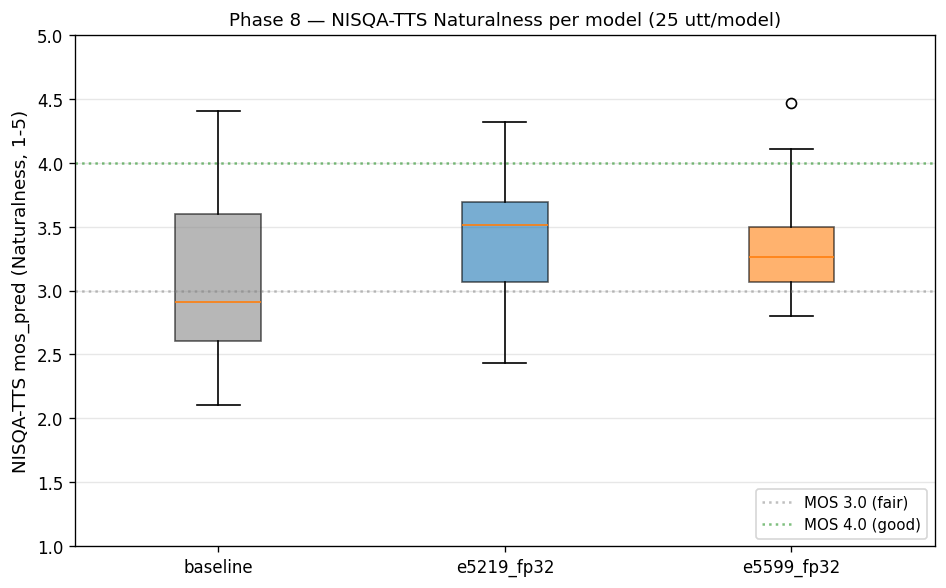 Phase 8 — NISQA-TTS Naturalness per model (25 utt/model)
NISQA-TTS mos_pred (Naturalness, 1-5)
5.0
4.5
4.0
3.5
3.0
2.5
2.0
1.5
1.0
MOS 3.0 (fair)
MOS 4.0 (good)
baseline
e5219_fp32
e5599_fp32